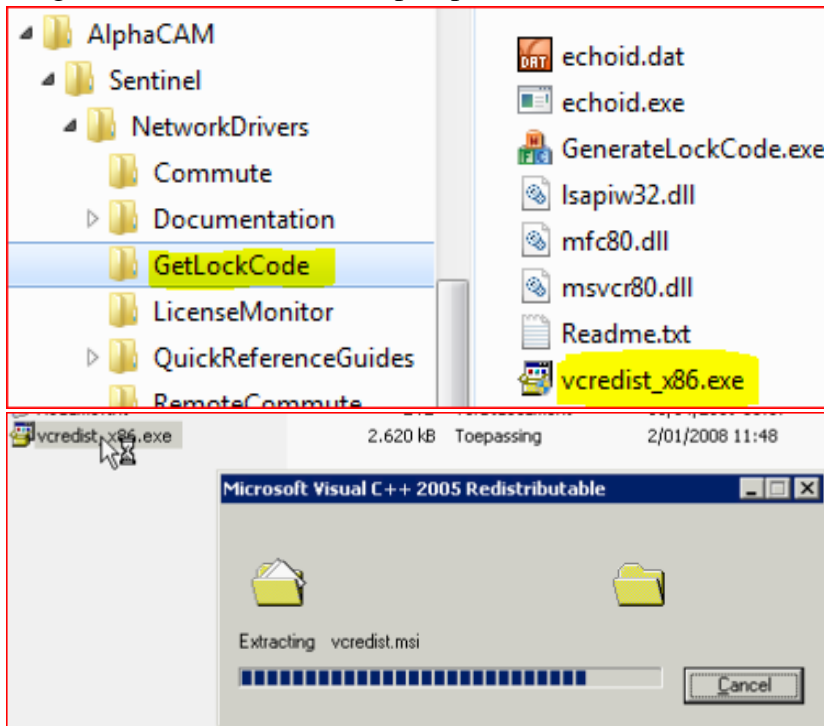 AlphaCAM
Sentinel
NetworkDrivers
Commute
Documentation
GetLockCode
LicenseMonitor
QuickReferenceGuides
RemoteCommute
echoid.dat
echoid.exe
GenerateLockCode.exe
lsapiw32.dll
mfc80.dll
msvcr80.dll
Readme.txt
vcredist_x86.exe
vcredist_x86.exe 2.620 kB Toepassing 2/01/2008 11:48
Microsoft Visual C++ 2005 Redistributable
Extracting vcredist.msi
Cancel